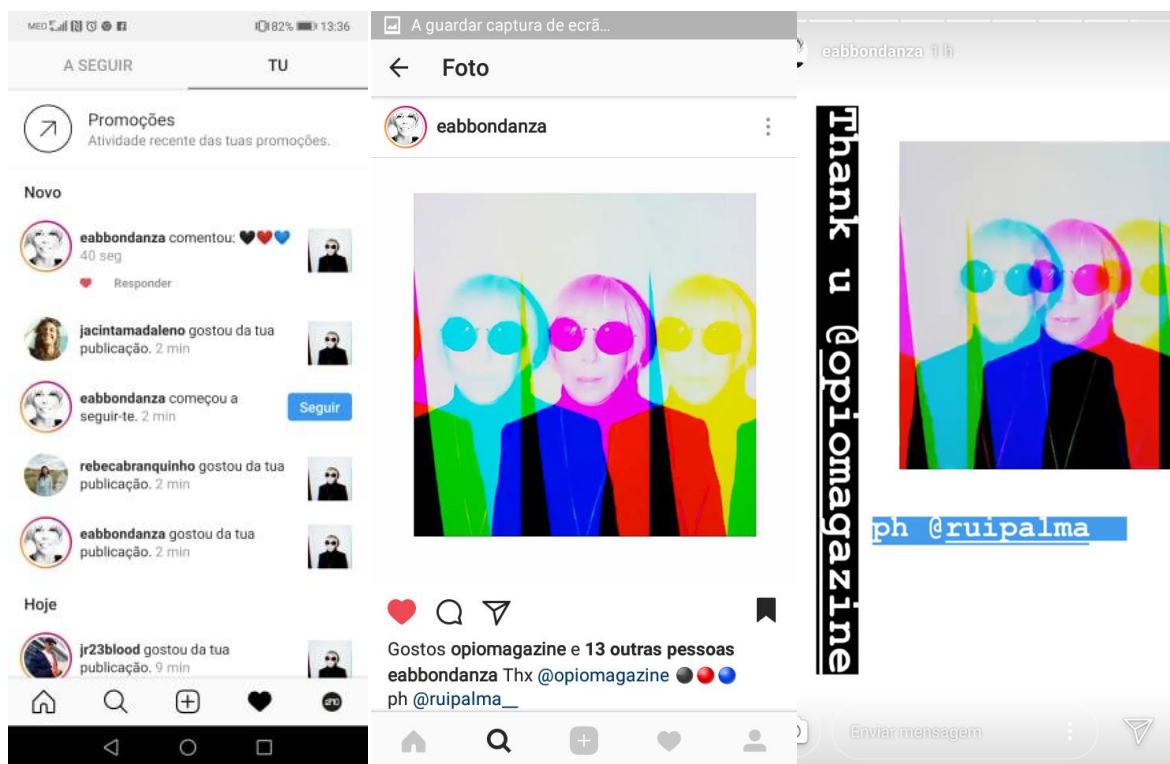 MEO 82% 13:36
A SEGUIR TU
Promoções
Atividade recente das tuas promoções.
Novo
eabbondanza comentou: 🖤❤️💙
40 seg
Responder
jacintamadaleno gostou da tua
publicação. 2 min
eabbondanza começou a
seguir-te. 2 min
Seguir
rebecabranquinho gostou da tua
publicação. 2 min
eabbondanza gostou da tua
publicação. 2 min
Hoje
jr23blood gostou da tua
publicação. 9 min
A guardar captura de ecrã...
Foto
eabbondanza
Gostos opiomagazine e 13 outras pessoas
eabbondanza Thx @opiomagazine ⚫🔴🔵
ph @ruipalma__
eabbondanza 1 h
Thank u @opiomagazine
ph @ruipalma
Enviar mensagem